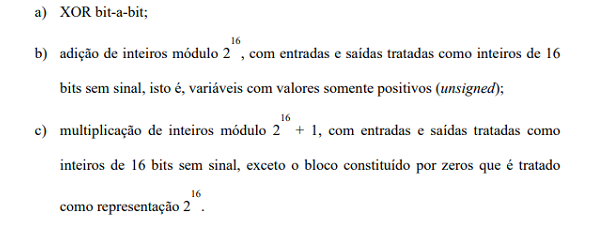 a) XOR bit-a-bit;
b) adição de inteiros módulo 2^16 , com entradas e saídas tratadas como inteiros de 16
bits sem sinal, isto é, variáveis com valores somente positivos (unsigned);
c) multiplicação de inteiros módulo 2^16 + 1, com entradas e saídas tratadas como
inteiros de 16 bits sem sinal, exceto o bloco constituído por zeros que é tratado
como representação 2^16.